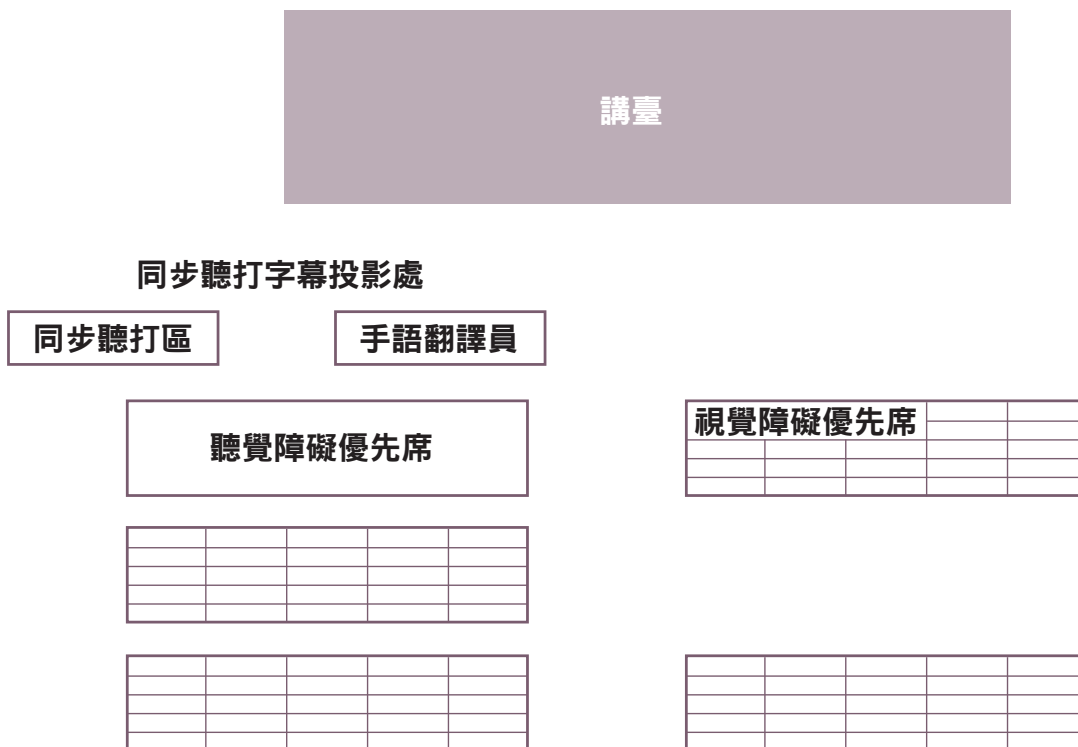 講臺
同步聽打字幕投影處
同步聽打區
手語翻譯員
聽覺障礙優先席
視覺障礙優先席